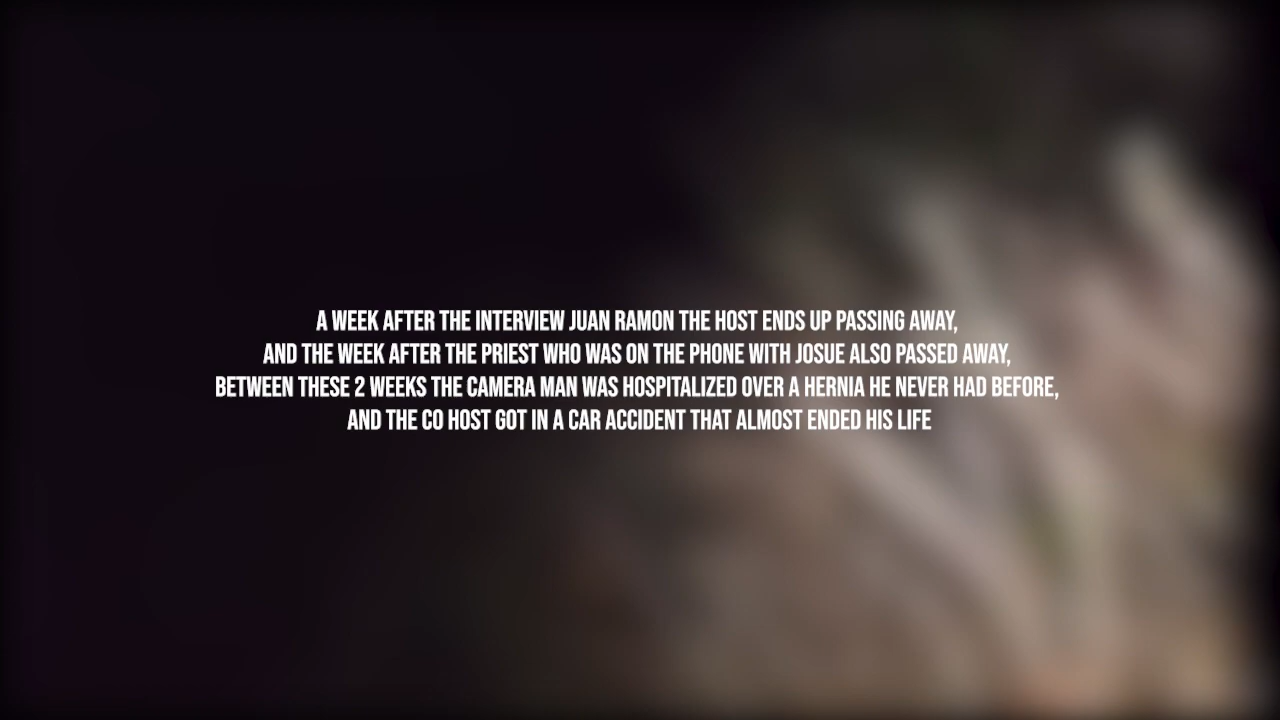 A WEEK AFTER THE INTERVIEW JUAN RAMON THE HOST ENDS UP PASSING AWAY,
AND THE WEEK AFTER THE PRIEST WHO WAS ON THE PHONE WITH JOSUE ALSO PASSED AWAY,
BETWEEN THESE 2 WEEKS THE CAMERA MAN WAS HOSPITALIZED OVER A HERNIA HE NEVER HAD BEFORE,
AND THE CO HOST GOT IN A CAR ACCIDENT THAT ALMOST ENDED HIS LIFE